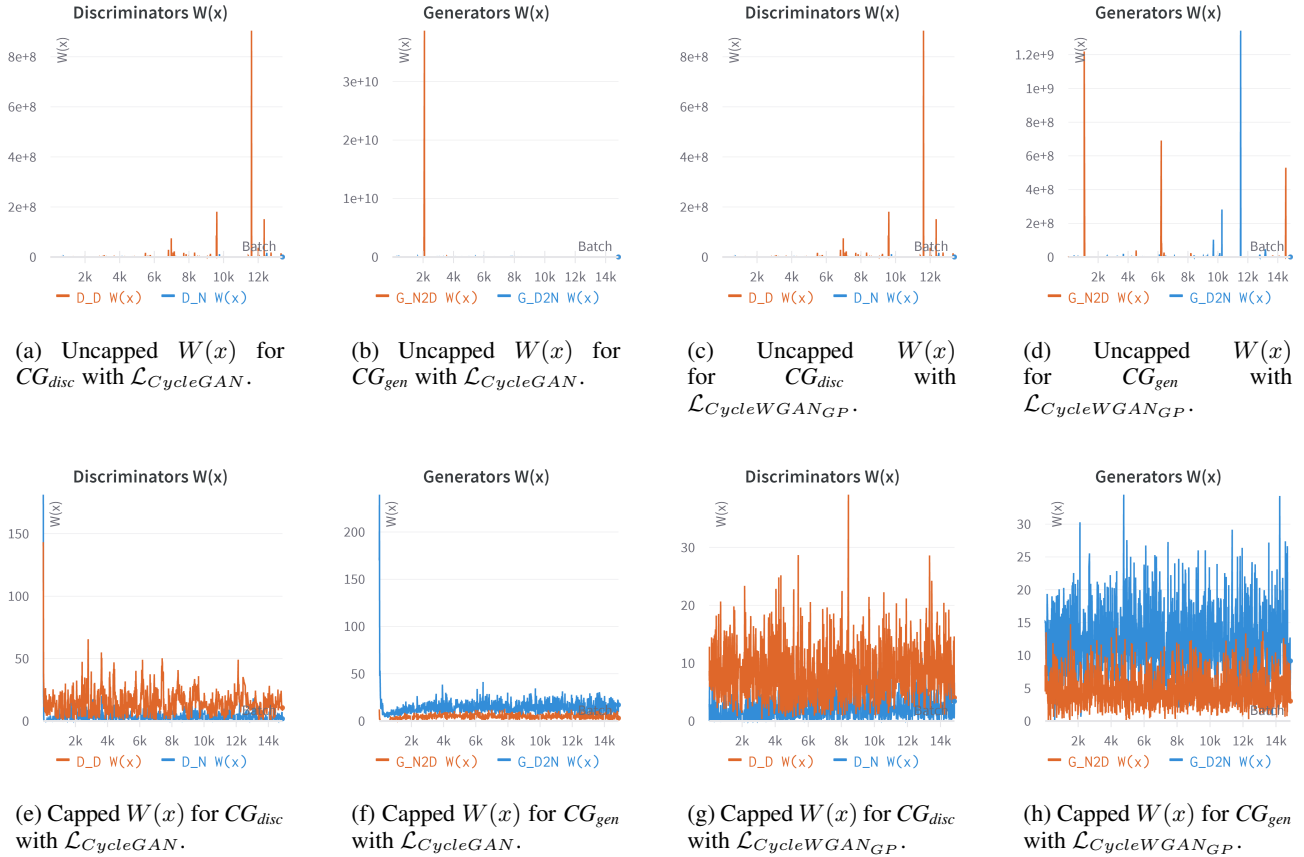 Discriminators W(x)
W(x)
8e+8
6e+8
4e+8
2e+8
0
Batch
2k 4k 6k 8k 10k 12k
D_D W(x) D_N W(x)
Generators W(x)
W(x)
3e+10
2e+10
1e+10
0
Batch
2k 4k 6k 8k 10k 12k 14k
G_N2D W(x) G_D2N W(x)
Discriminators W(x)
W(x)
8e+8
6e+8
4e+8
2e+8
0
Batch
2k 4k 6k 8k 10k 12k
D_D W(x) D_N W(x)
Generators W(x)
W(x)
1.2e+9
1e+9
8e+8
6e+8
4e+8
2e+8
0
Batch
2k 4k 6k 8k 10k 12k 14k
G_N2D W(x) G_D2N W(x)
(a) Uncapped W(x) for
CG_disc with L_CycleGAN.
(b) Uncapped W(x) for
CG_gen with L_CycleGAN.
(c) Uncapped W(x)
for CG_disc with
L_CycleWGAN_GP.
(d) Uncapped W(x)
for CG_gen with
L_CycleWGAN_GP.
Discriminators W(x)
W(x)
150
100
50
0
Batch
2k 4k 6k 8k 10k 12k 14k
D_D W(x) D_N W(x)
Generators W(x)
W(x)
200
150
100
50
0
Batch
2k 4k 6k 8k 10k 12k 14k
G_N2D W(x) G_D2N W(x)
Discriminators W(x)
W(x)
30
20
10
0
Batch
2k 4k 6k 8k 10k 12k 14k
D_D W(x) D_N W(x)
Generators W(x)
W(x)
30
25
20
15
10
5
0
Batch
2k 4k 6k 8k 10k 12k 14k
G_N2D W(x) G_D2N W(x)
(e) Capped W(x) for CG_disc
with L_CycleGAN.
(f) Capped W(x) for CG_gen
with L_CycleGAN.
(g) Capped W(x) for CG_disc
with L_CycleWGAN_GP.
(h) Capped W(x) for CG_gen
with L_CycleWGAN_GP.